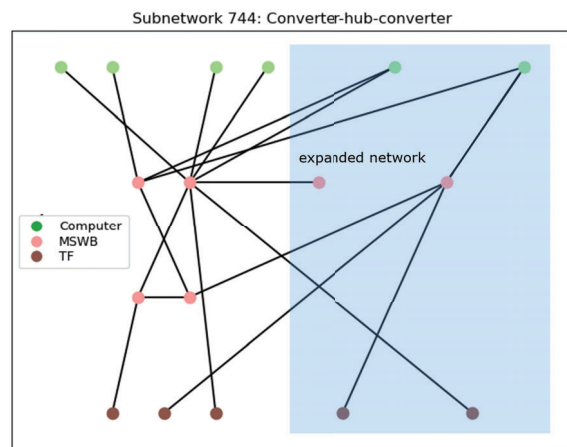 Subnetwork 744: Converter-hub-converter
expanded network
Computer
MSWB
TF